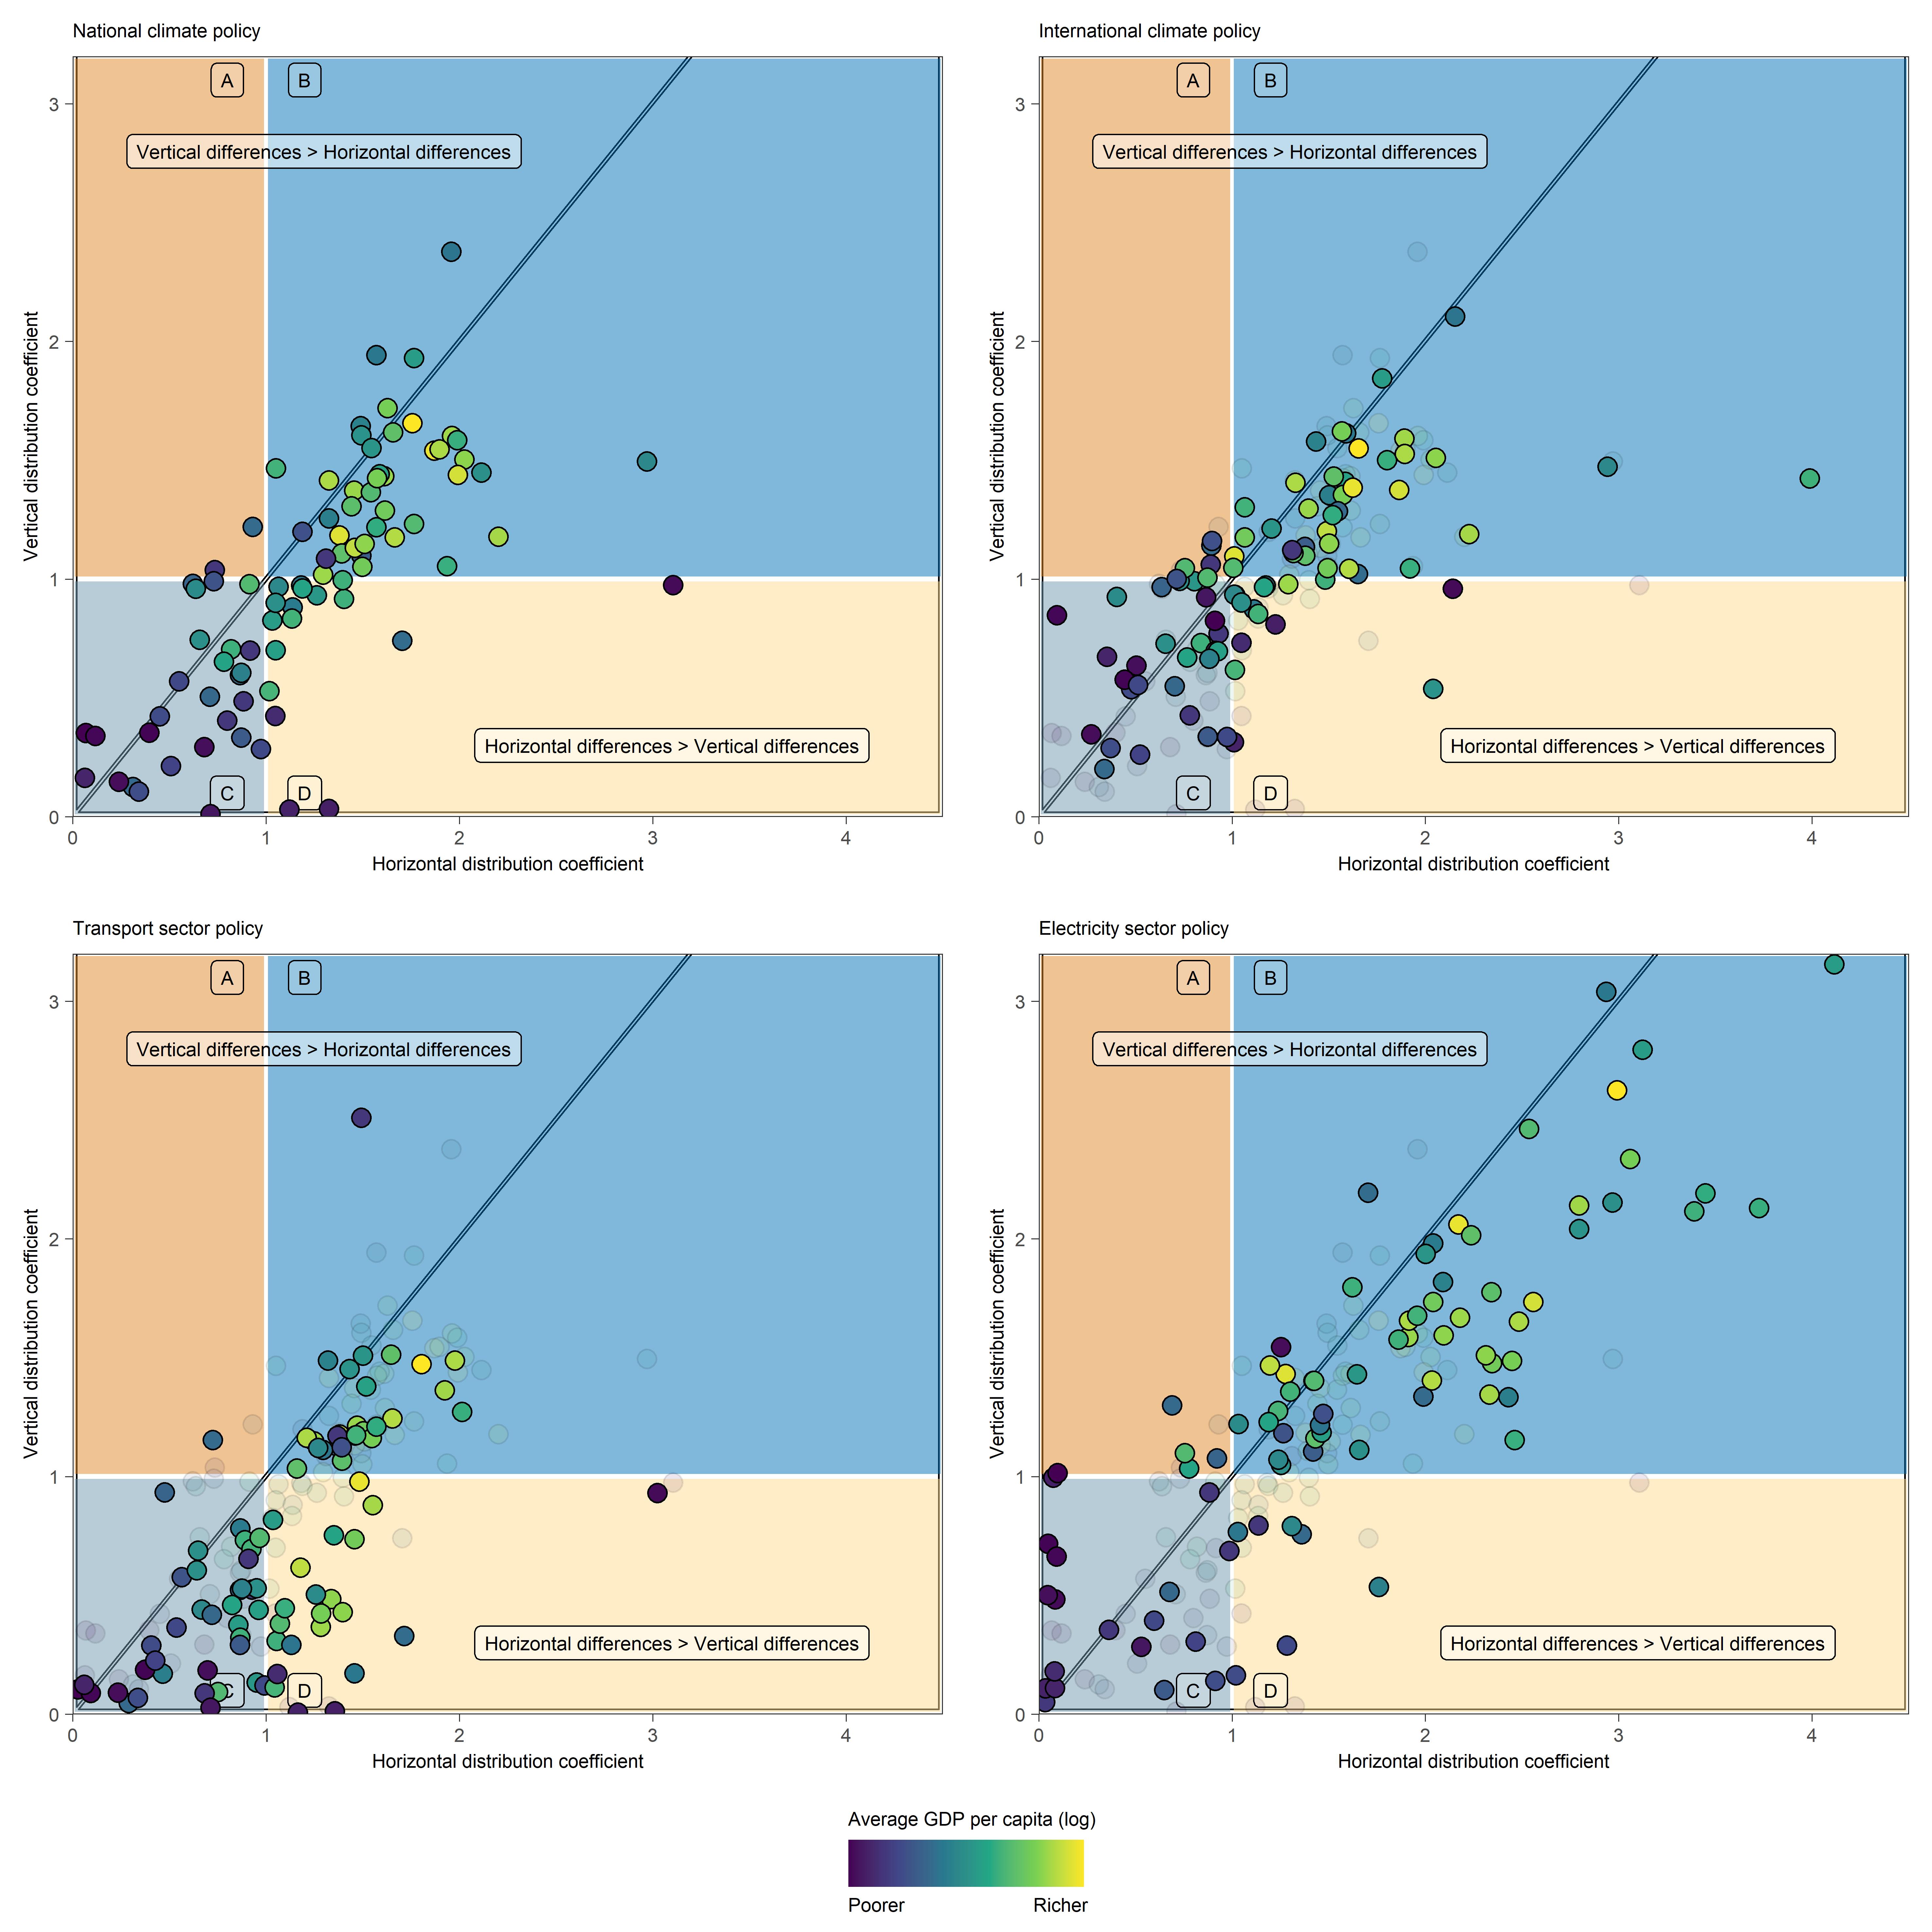 National climate policy
International climate policy
A
B
A
B
3
Vertical differences > Horizontal differences
3
Vertical differences > Horizontal differences
2
2
Vertical distribution coefficient
Vertical distribution coefficient
1
1
Horizontal differences > Vertical differences
Horizontal differences > Vertical differences
C
D
C
D
0
0
0 1 2 3 4
0 1 2 3 4
Horizontal distribution coefficient
Horizontal distribution coefficient
Transport sector policy
Electricity sector policy
A
B
A
B
3
Vertical differences > Horizontal differences
3
Vertical differences > Horizontal differences
2
2
Vertical distribution coefficient
Vertical distribution coefficient
1
1
Horizontal differences > Vertical differences
Horizontal differences > Vertical differences
C
D
C
D
0
0
0 1 2 3 4
0 1 2 3 4
Horizontal distribution coefficient
Horizontal distribution coefficient
Average GDP per capita (log)
Poorer
Richer